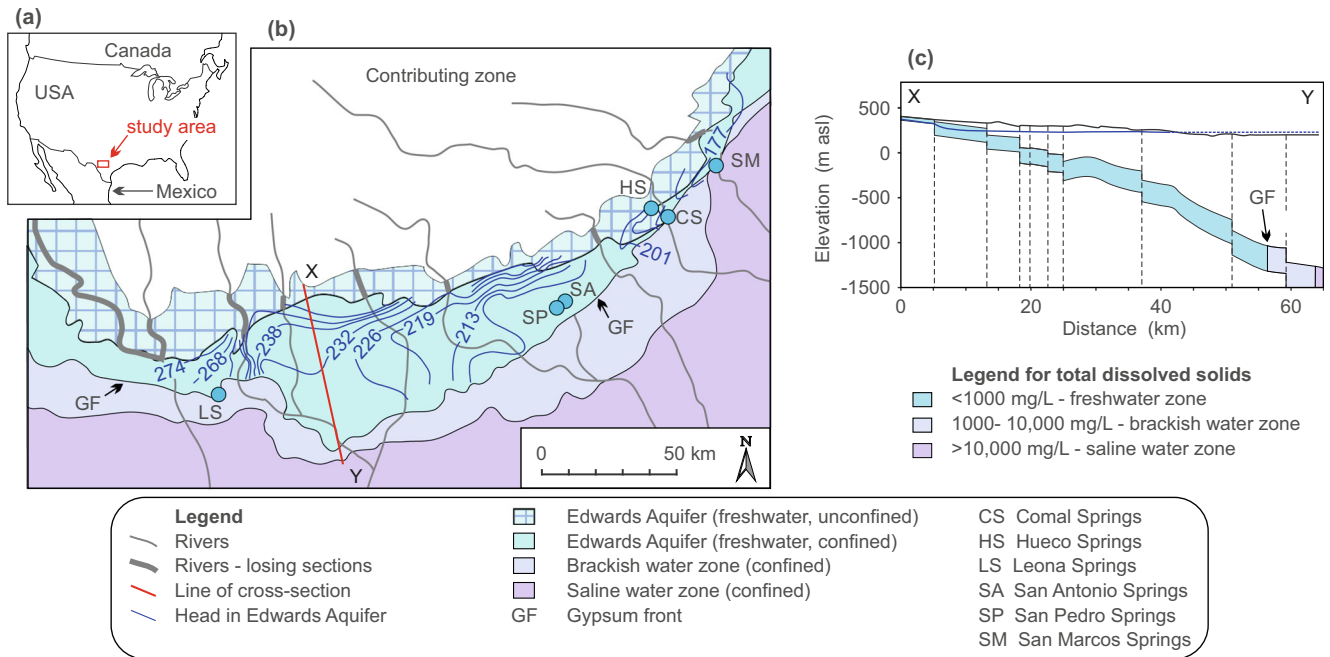 (a)
Canada
USA
study area
Mexico
(b)
Contributing zone
177
SM
HS
CS
201
X
SA
SP
GF
274
268
238
232
226
219
213
GF
LS
Y
N
0 50 km
(c)
X Y
500
0
-500
-1000
-1500
Elevation (m asl)
GF
0 20 40 60
Distance (km)
Legend for total dissolved solids
<1000 mg/L - freshwater zone
1000- 10,000 mg/L - brackish water zone
>10,000 mg/L - saline water zone
Legend
Rivers
Rivers - losing sections
Line of cross-section
Head in Edwards Aquifer
Edwards Aquifer (freshwater, unconfined)
Edwards Aquifer (freshwater, confined)
Brackish water zone (confined)
Saline water zone (confined)
GF Gypsum front
CS Comal Springs
HS Hueco Springs
LS Leona Springs
SA San Antonio Springs
SP San Pedro Springs
SM San Marcos Springs